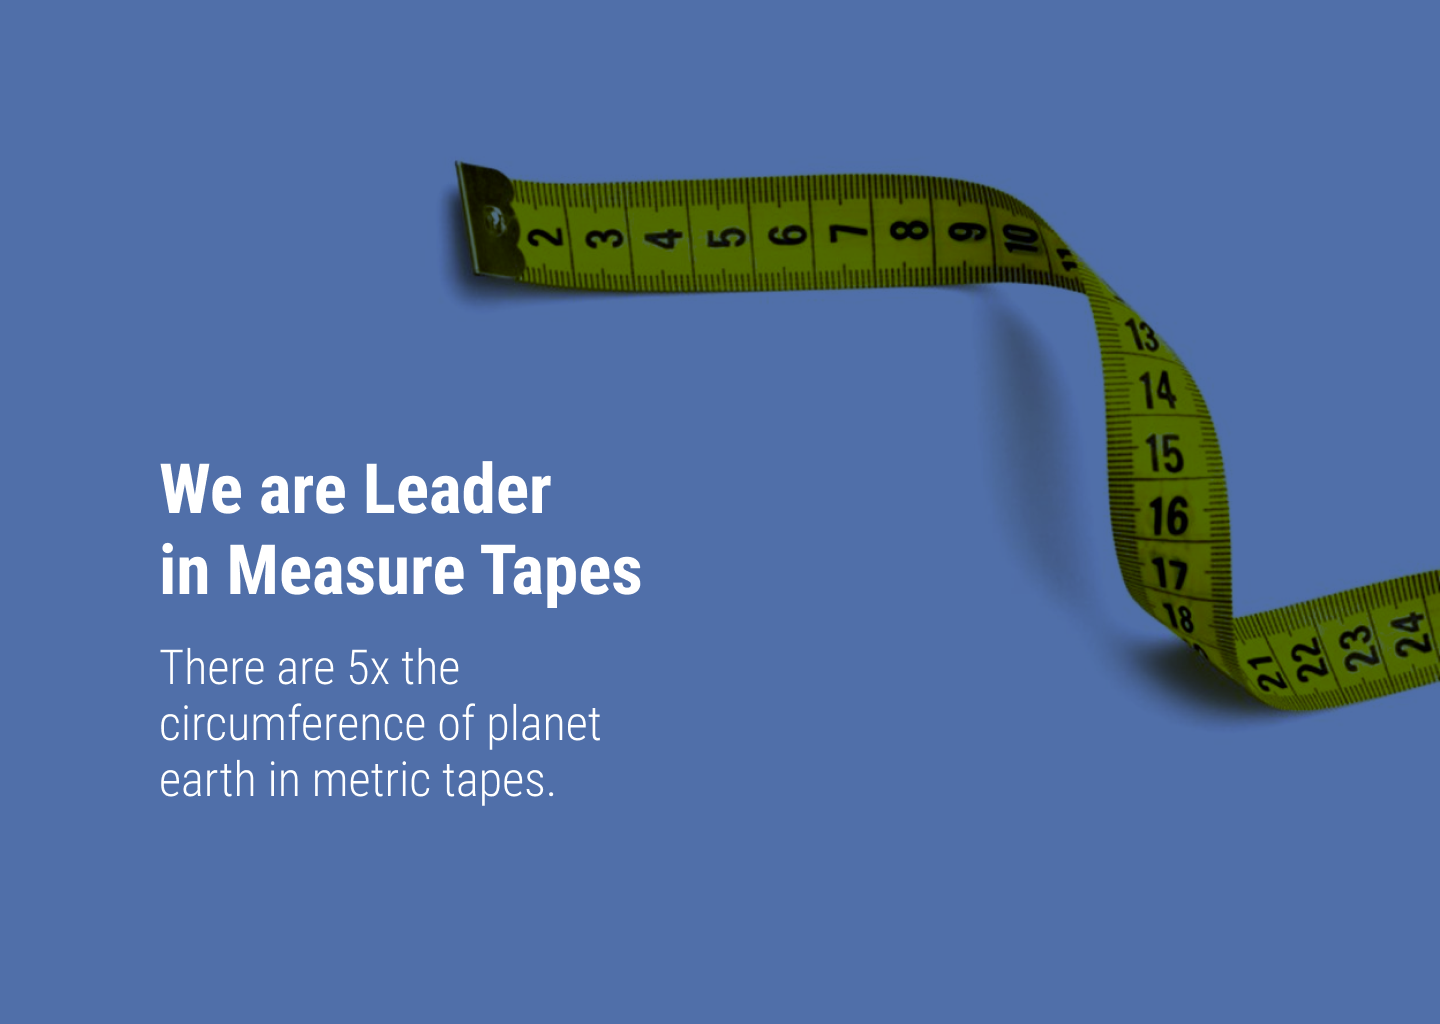 2 3 4 5 6 7 8 9 10 11
13
14
15
16
17
18
21 22 23 24
We are Leader
in Measure Tapes
There are 5x the
circumference of planet
earth in metric tapes.